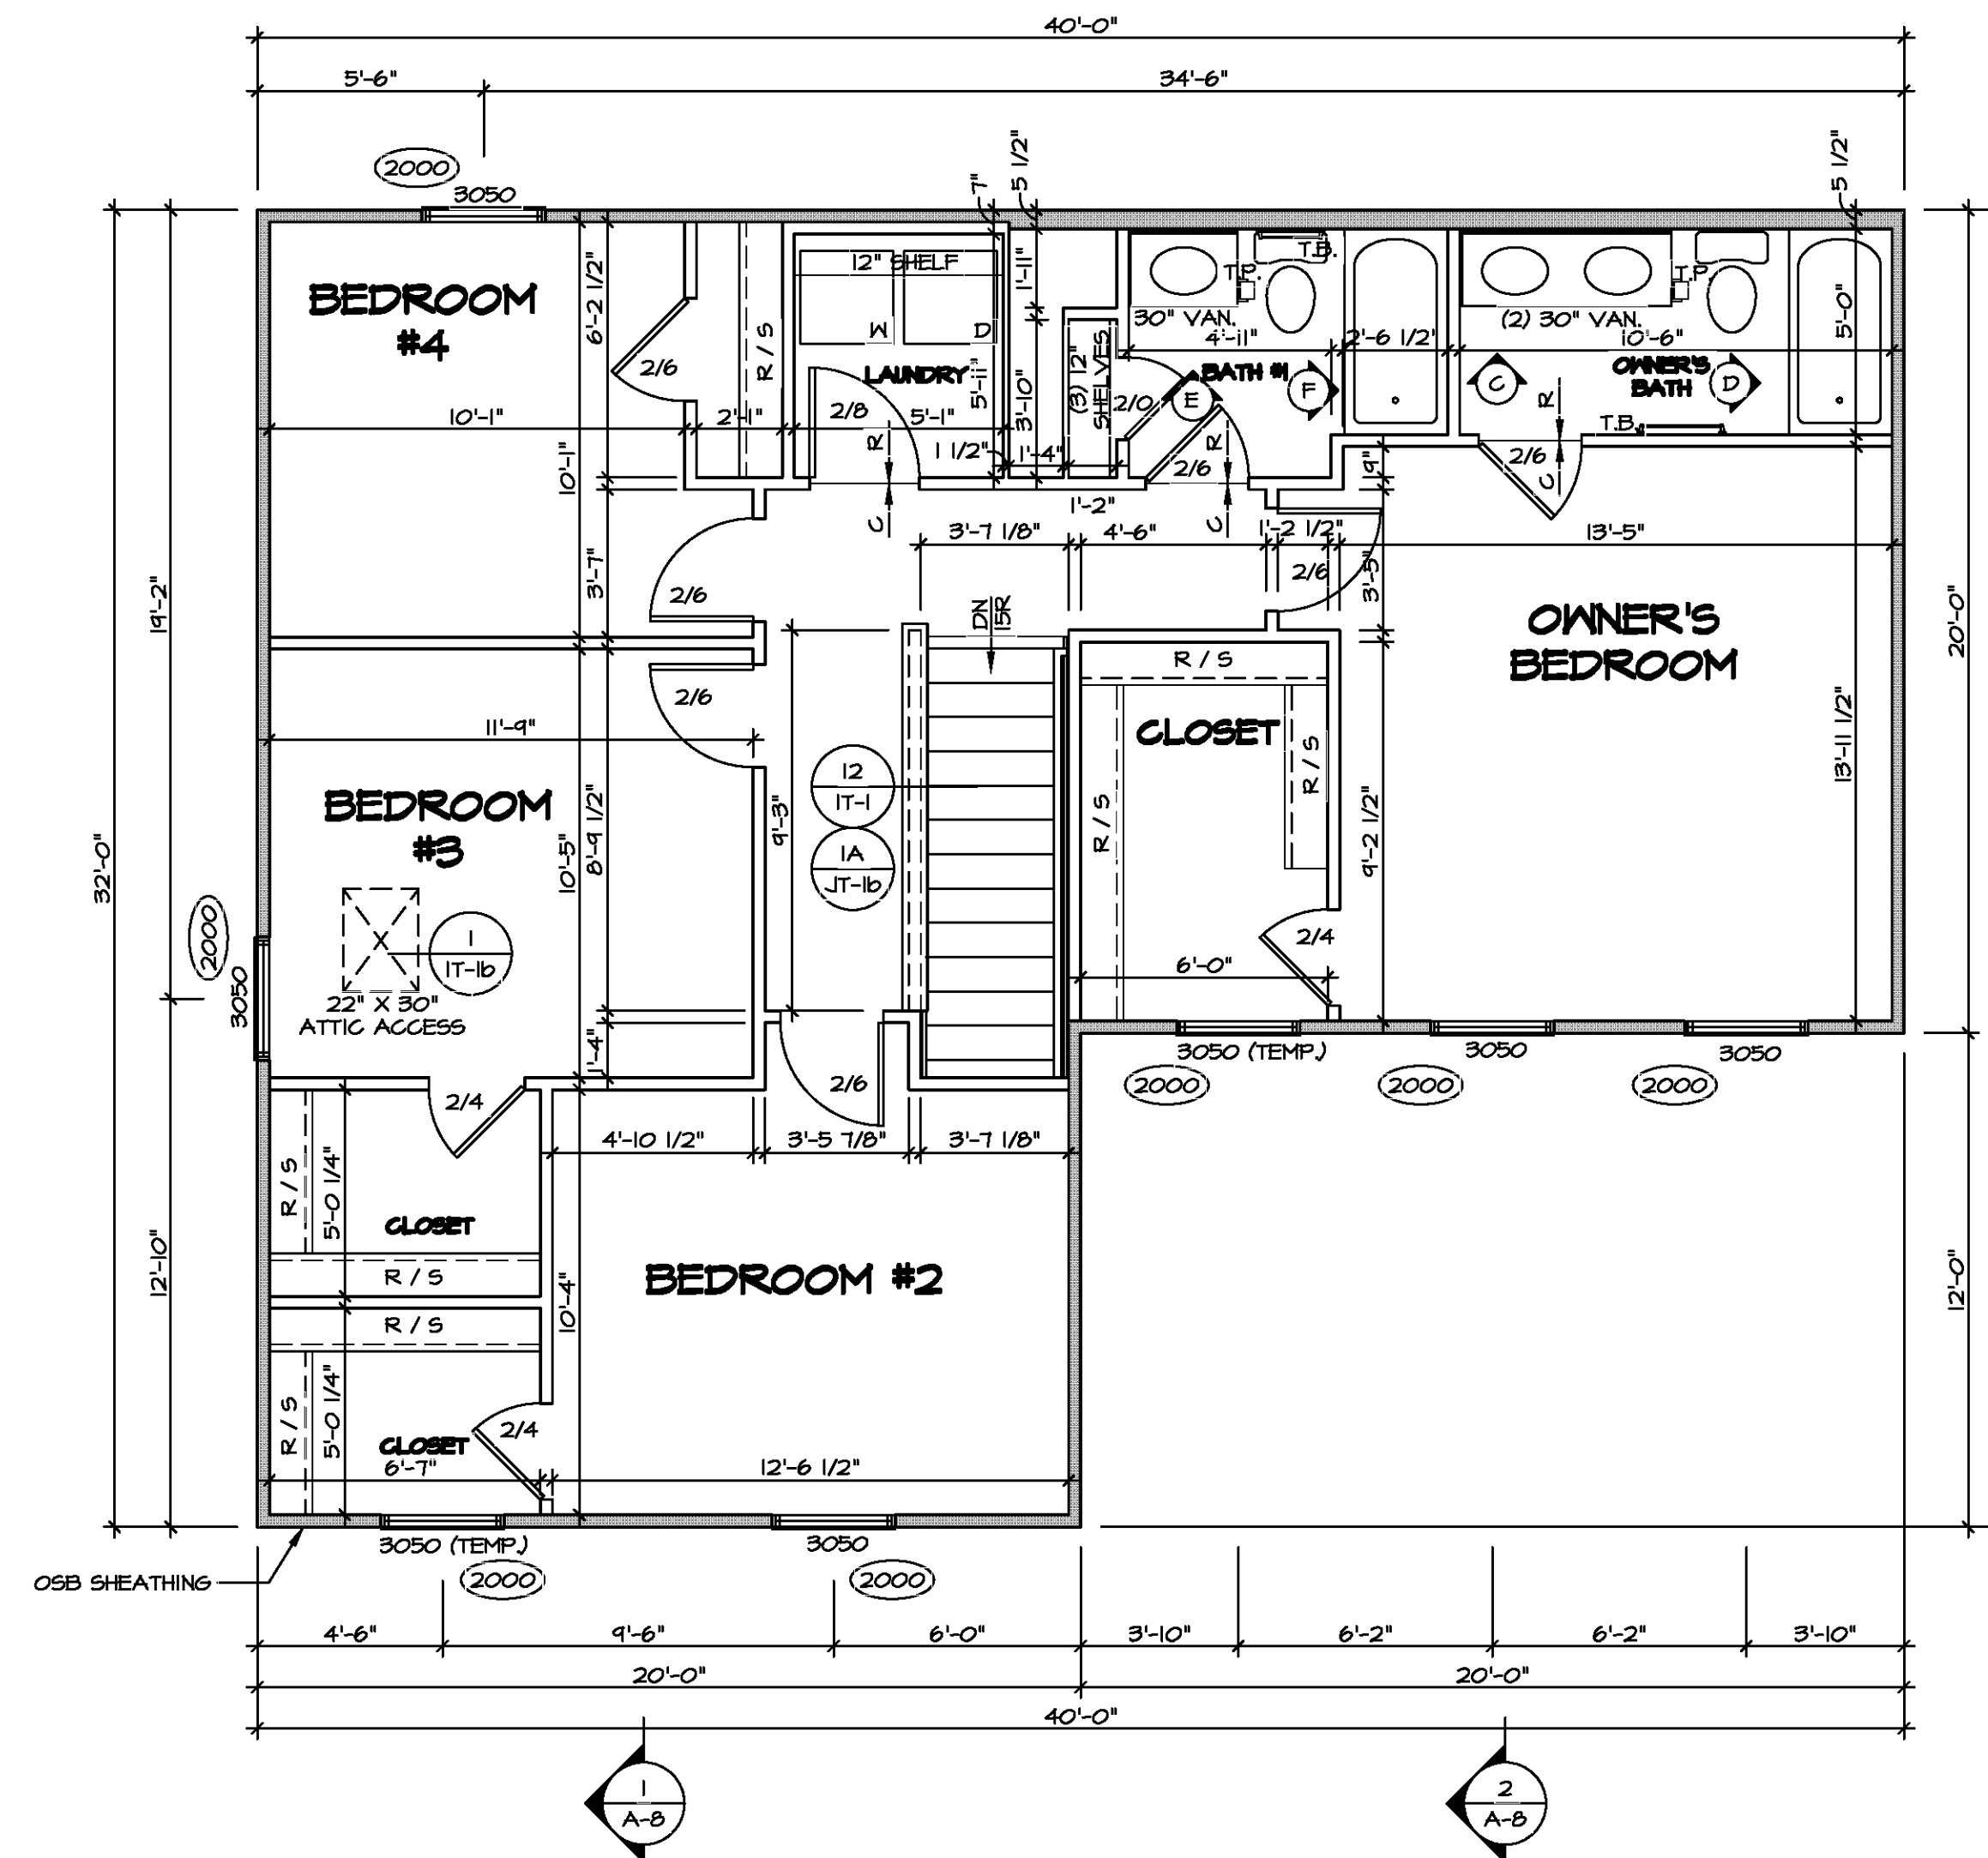 40'-0"
5'-6"
34'-6"
2000
3050
7"
5 1/2"
5 1/2"
BEDROOM
#4
6'-2 1/2"
R / S
12" SHELF
W
D
LAUNDRY
1'-11"
30" VAN.
T.P.
T.B.
4'-11"
2'-6 1/2"
(2) 30" VAN.
T.P.
10'-6"
5'-0"
2/6
(3) 12"
SHELVES
BATH #1
OWNER'S
BATH
C
D
E
F
10'-1"
2'-1"
2/8
5'-1"
5'-11"
3'-10"
2/0
R
T.B.
1 1/2"
1'-4"
R
R
2/6
2/6
C
9"
10'-1"
C
C
1'-2"
3'-7 1/8"
4'-6"
1'-2 1/2"
13'-5"
19'-2"
3'-7"
2/6
DN
15R
2/6
3'-5"
20'-0"
OWNER'S
BEDROOM
R / S
2/6
11'-9"
CLOSET
R / S
13'-11 1/2"
BEDROOM
#3
12
1T-1
1A
JT-1b
9'-3"
R / S
9'-2 1/2"
32'-0"
10'-5"
8'-9 1/2"
2000
3050
1
1T-1b
22" X 30"
ATTIC ACCESS
2/4
6'-0"
1'-4"
3050 (TEMP.)
3050
3050
2000
2000
2000
2/4
2/6
4'-10 1/2"
3'-5 7/8"
3'-7 1/8"
R / S
5'-0 1/4"
CLOSET
R / S
12'-10"
BEDROOM #2
10'-4"
12'-0"
R / S
R / S
5'-0 1/4"
CLOSET
2/4
6'-7"
12'-6 1/2"
3050 (TEMP.)
3050
2000
2000
OSB SHEATHING
4'-6"
9'-6"
6'-0"
3'-10"
6'-2"
6'-2"
3'-10"
20'-0"
20'-0"
40'-0"
1
A-8
2
A-8